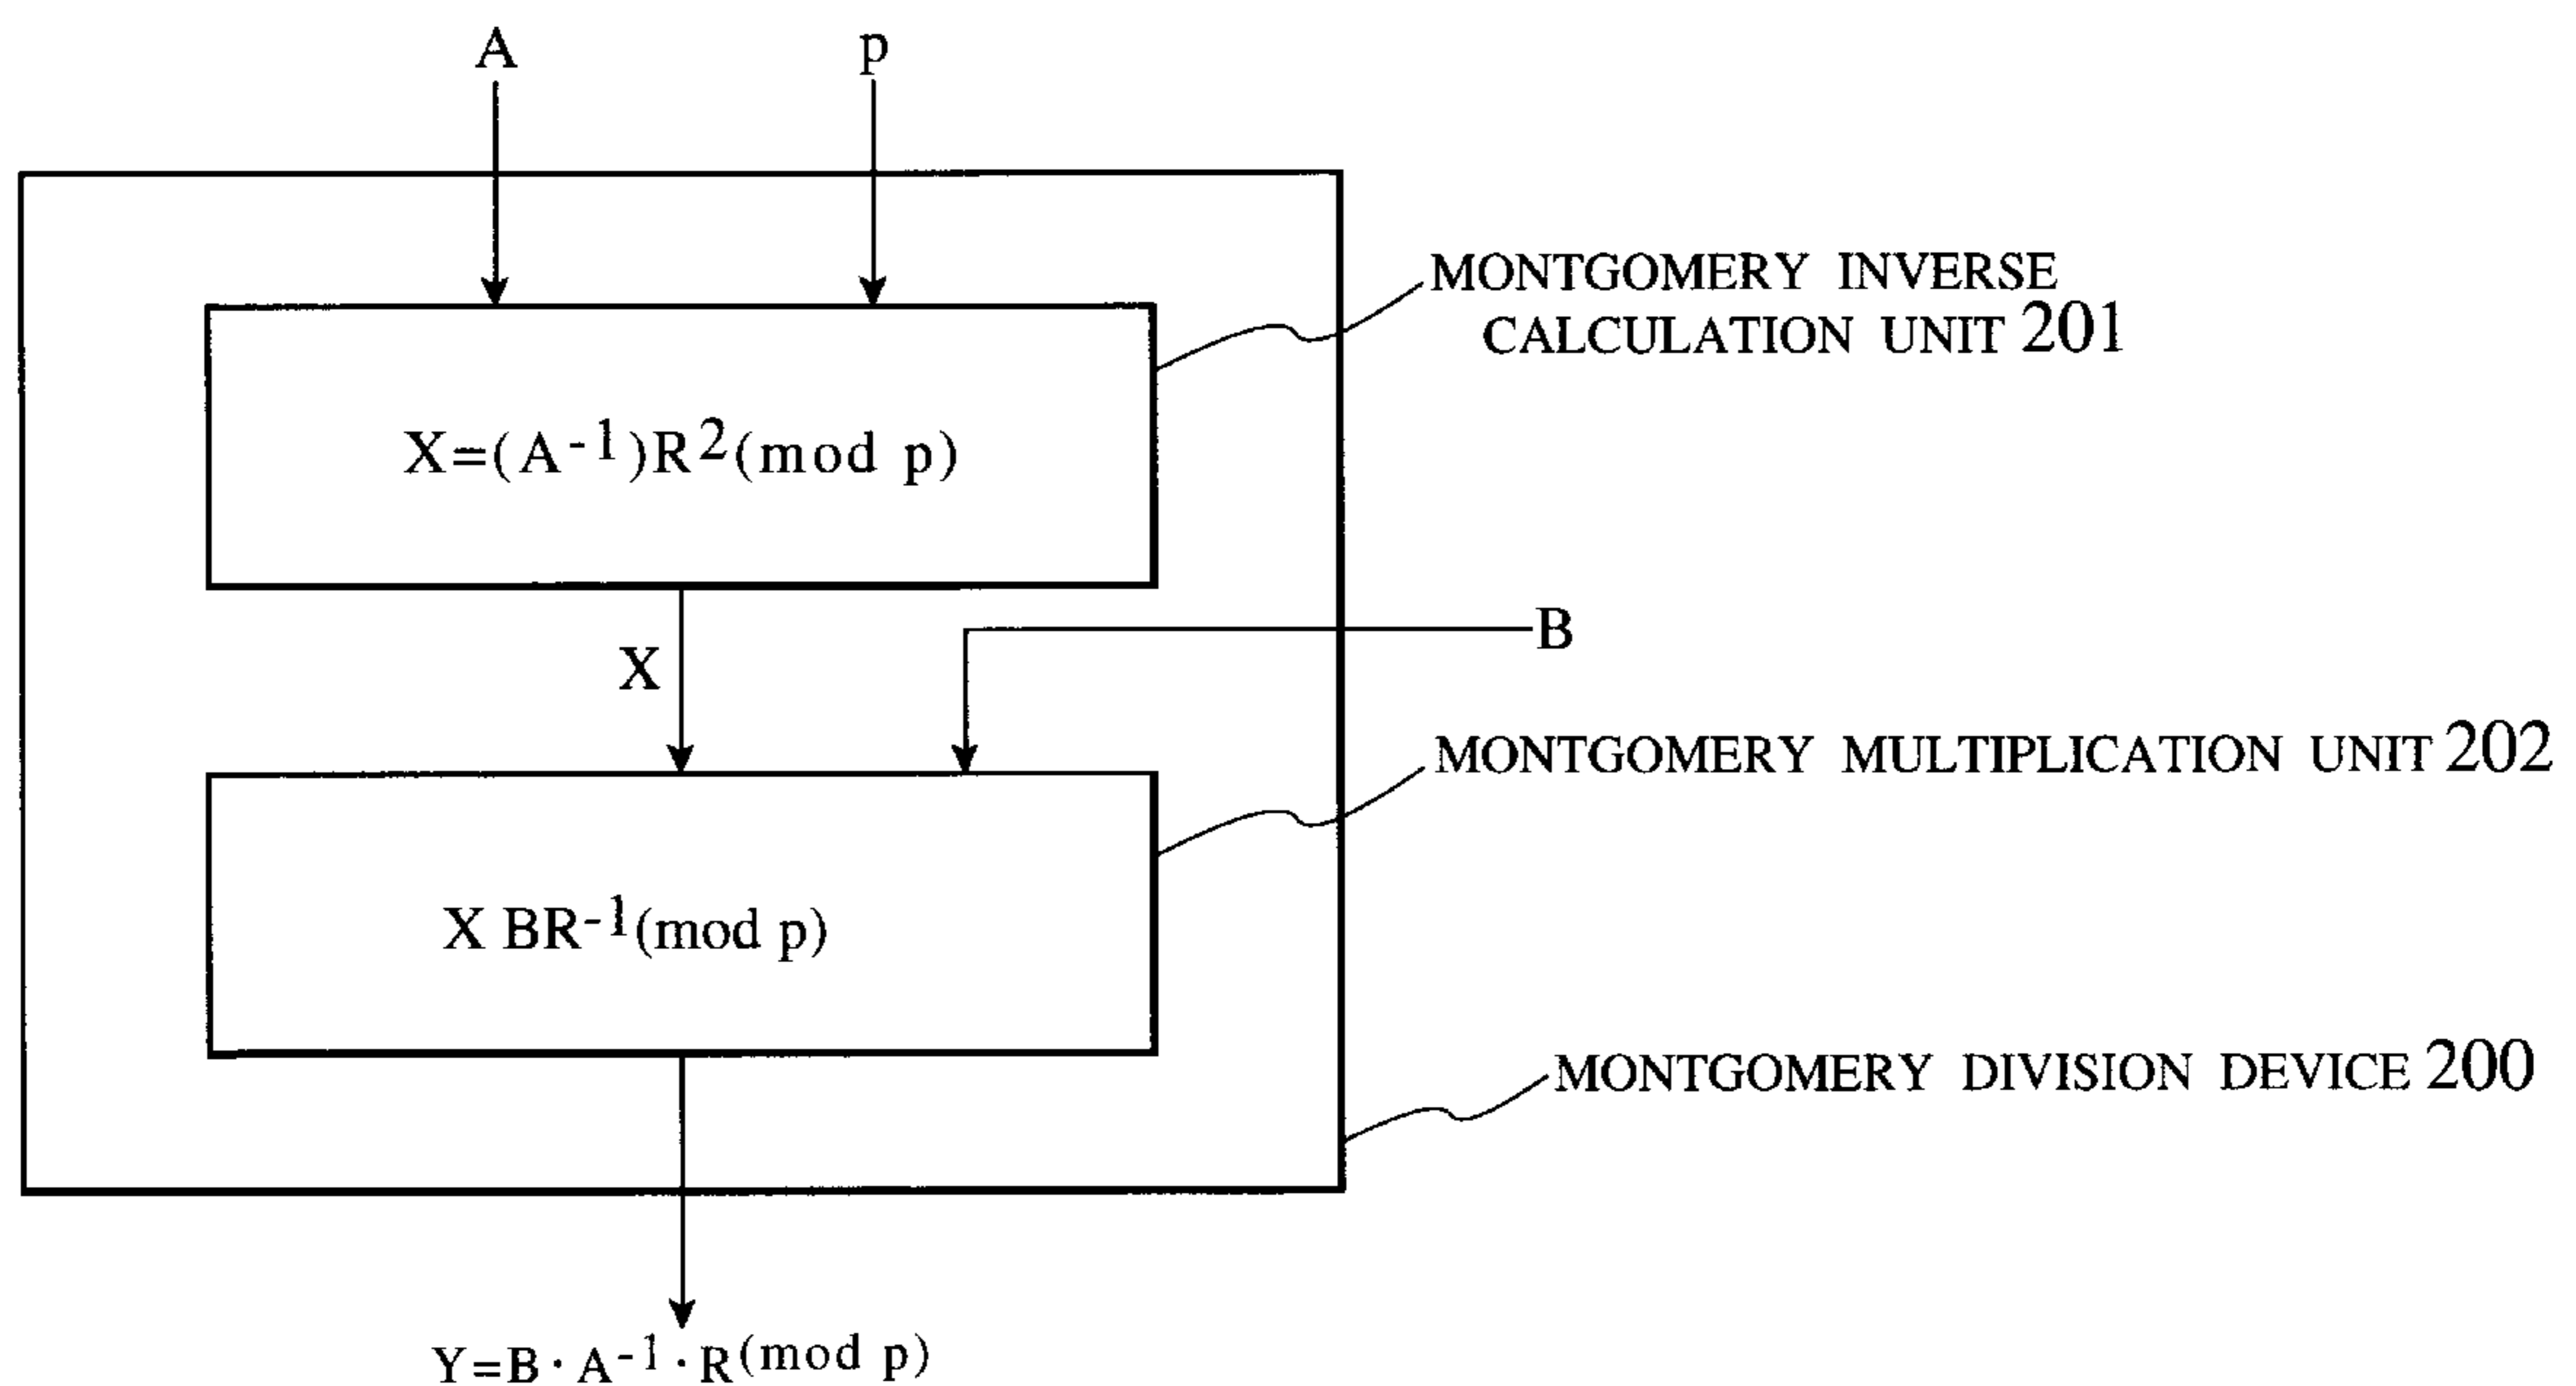 A
p
MONTGOMERY INVERSE
CALCULATION UNIT 201
X=(A⁻¹)R²(mod p)
B
X
MONTGOMERY MULTIPLICATION UNIT 202
X BR⁻¹(mod p)
MONTGOMERY DIVISION DEVICE 200
Y=B·A⁻¹·R(mod p)